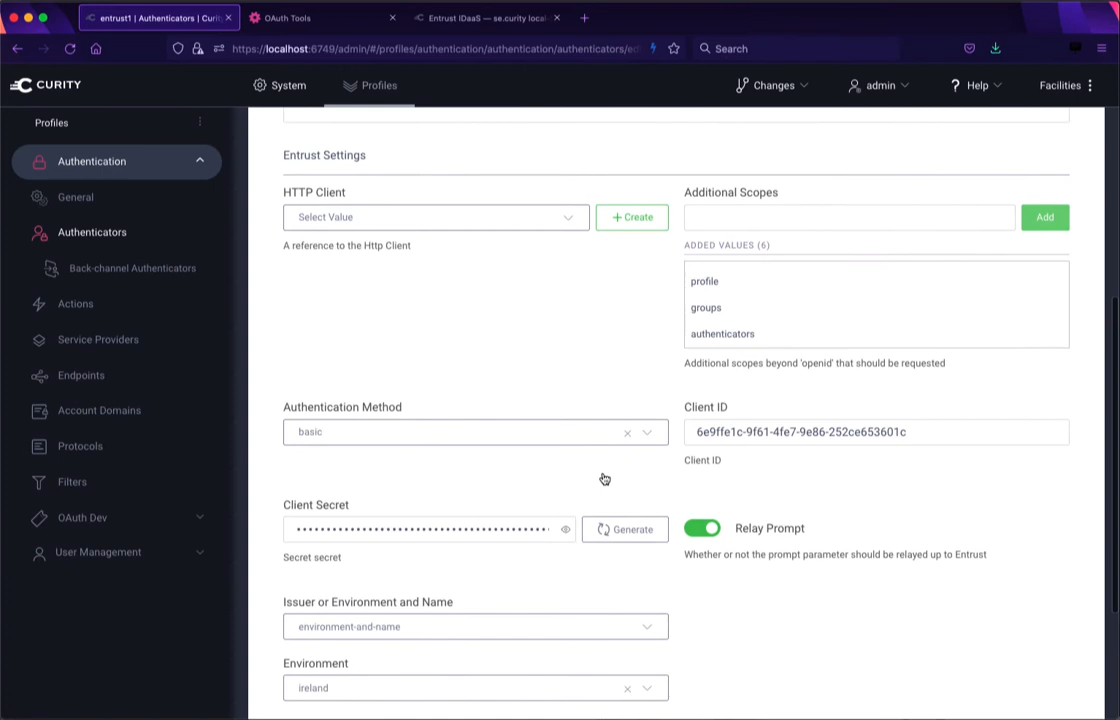 entrust1 | Authenticators | Curit
OAuth Tools
Entrust IDaaS — se.curity local
https://localhost:6749/admin/#/profiles/authentication/authentication/authenticators/ed
Search
CURITY
System
Profiles
Changes
admin
? Help
Facilities
Profiles
Authentication
General
Authenticators
Back-channel Authenticators
Actions
Service Providers
Endpoints
Account Domains
Protocols
Filters
OAuth Dev
User Management
Entrust Settings
HTTP Client
Additional Scopes
Select Value
+ Create
Add
A reference to the Http Client
ADDED VALUES (6)
profile
groups
authenticators
Additional scopes beyond 'openid' that should be requested
Authentication Method
Client ID
basic
6e9ffe1c-9f61-4fe7-9e86-252ce653601c
Client ID
Client Secret
Generate
Relay Prompt
Secret secret
Whether or not the prompt parameter should be relayed up to Entrust
Issuer or Environment and Name
environment-and-name
Environment
ireland